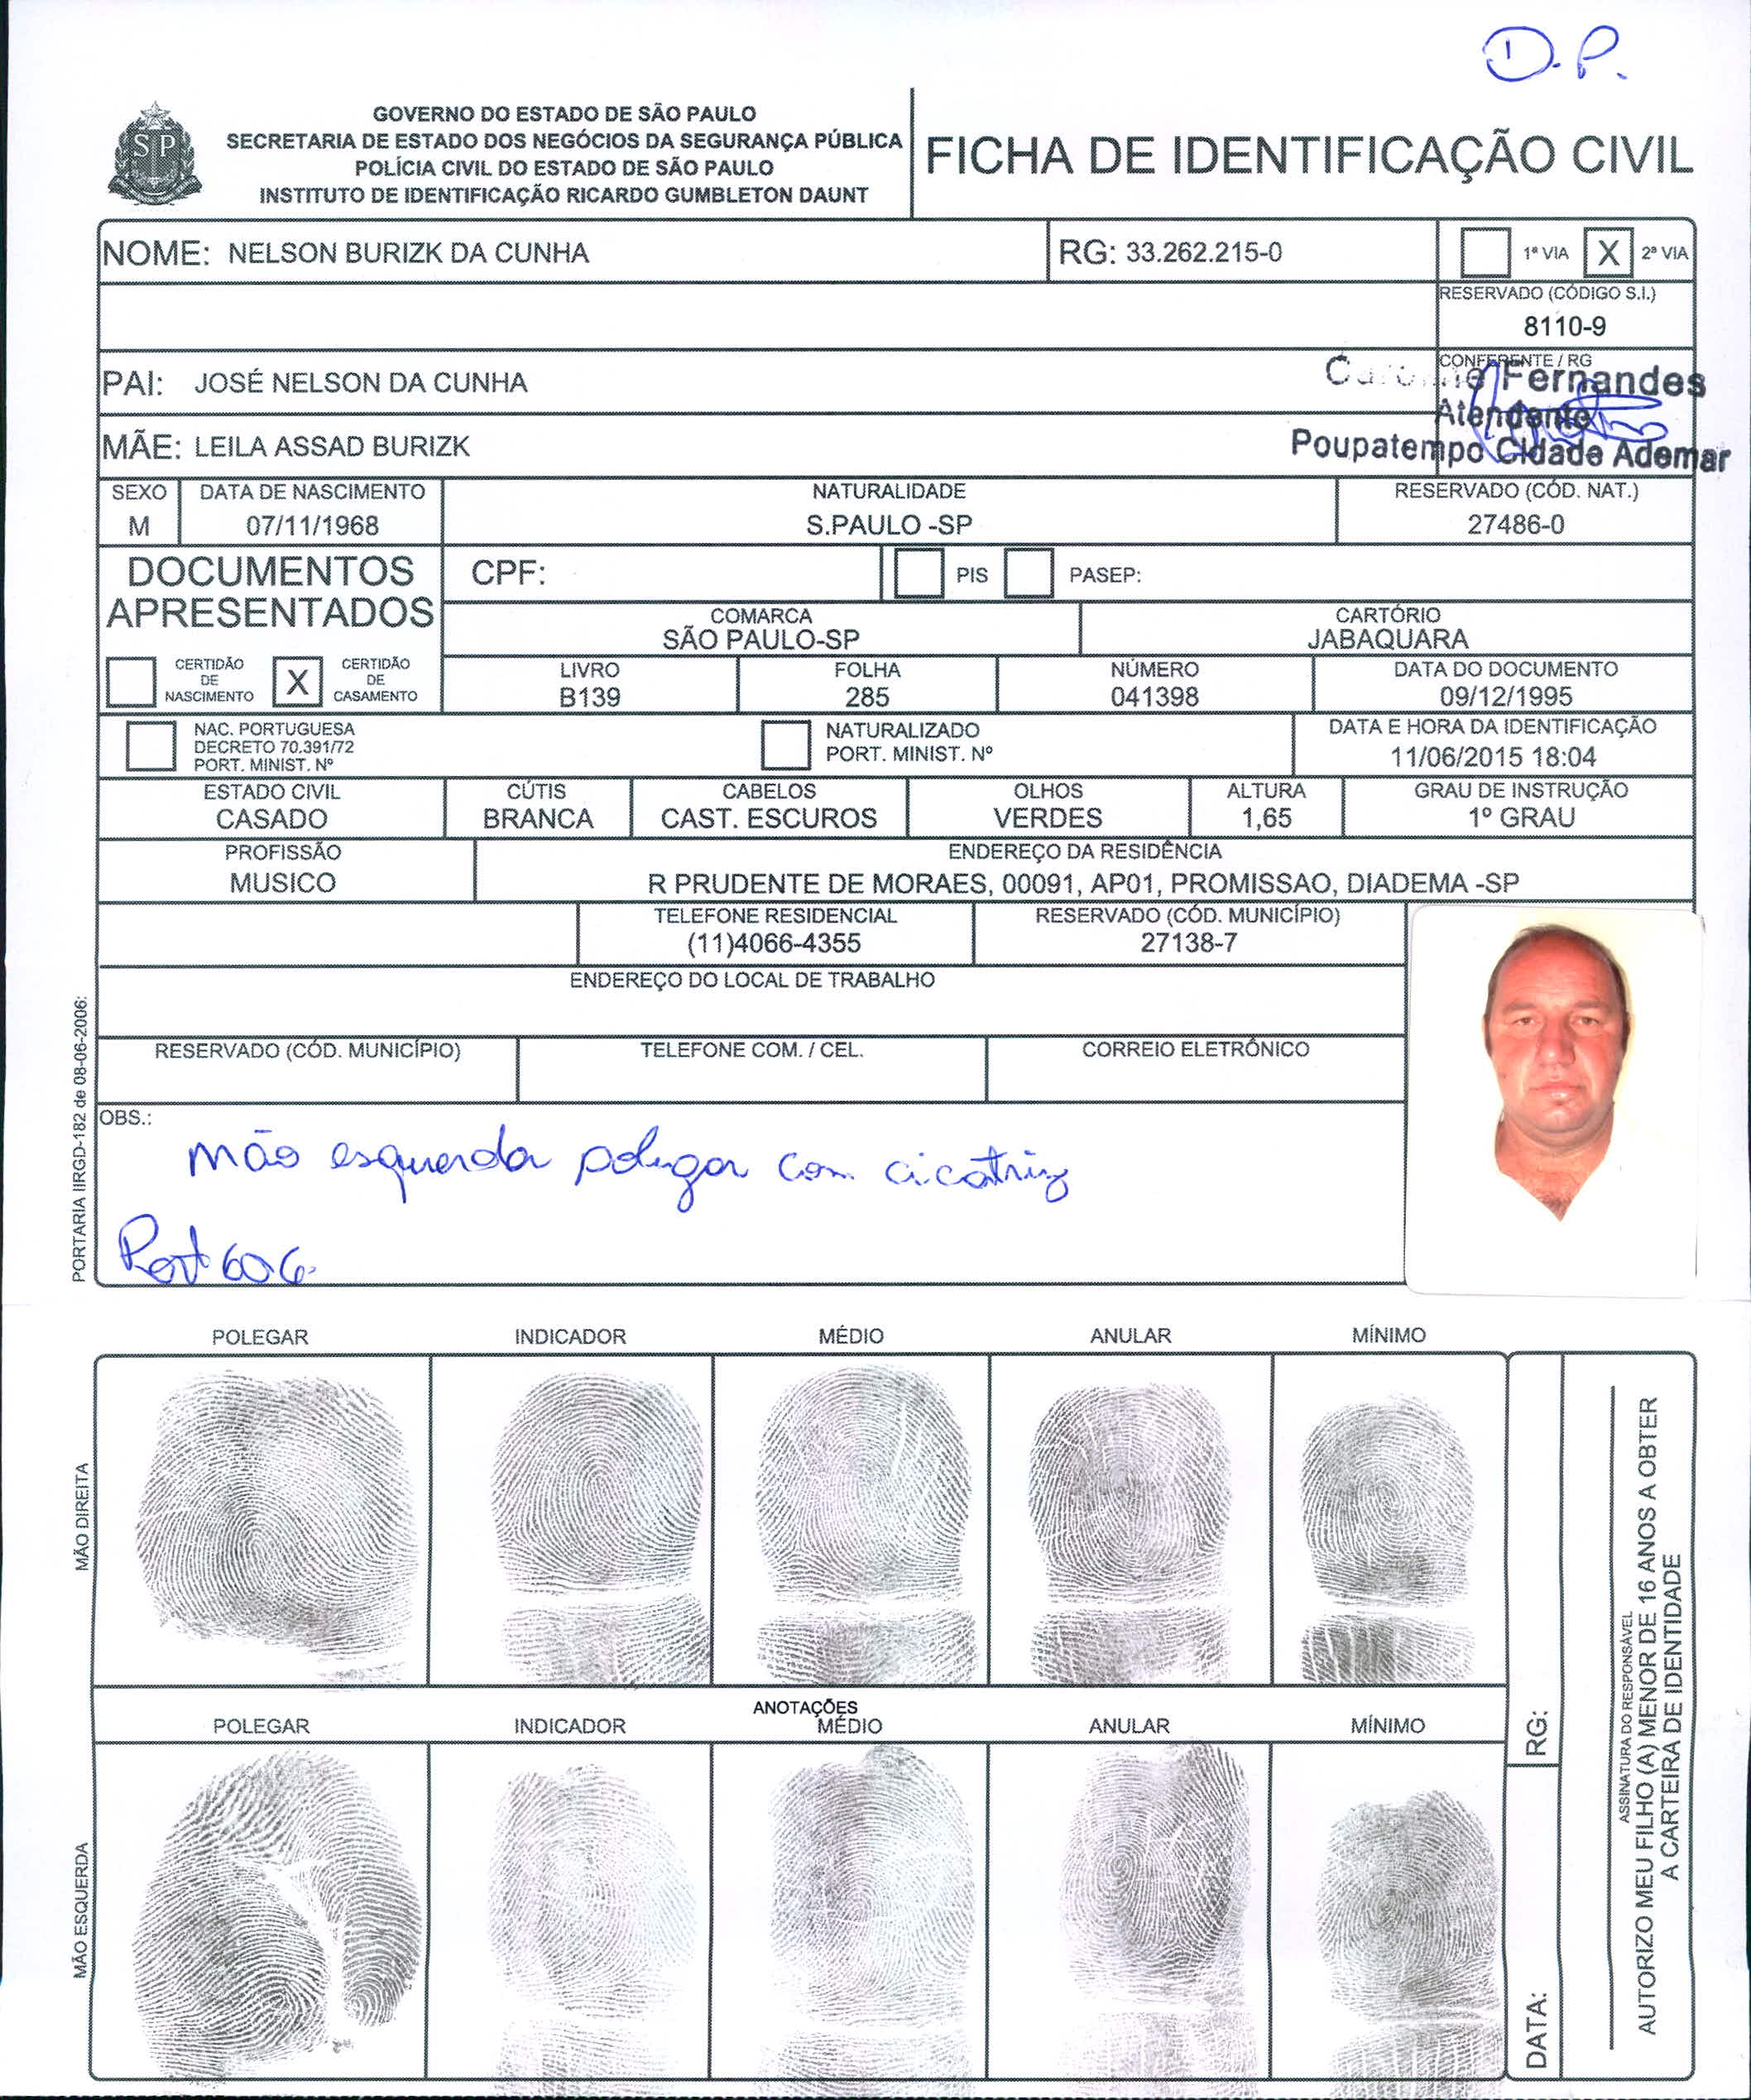 D.P.
GOVERNO DO ESTADO DE SÃO PAULO
SECRETARIA DE ESTADO DOS NEGÓCIOS DA SEGURANÇA PÚBLICA
POLÍCIA CIVIL DO ESTADO DE SÃO PAULO
INSTITUTO DE IDENTIFICAÇÃO RICARDO GUMBLETON DAUNT
SP
FICHA DE IDENTIFICAÇÃO CIVIL
NOME: NELSON BURIZK DA CUNHA
RG: 33.262.215-0
1ª VIA X 2ª VIA
RESERVADO (CÓDIGO S.I.)
8110-9
PAI: JOSÉ NELSON DA CUNHA
CONFERENTE / RG
Fernandes
Atendente
Poupatempo Cidade Ademar
MÃE: LEILA ASSAD BURIZK
SEXO
M
DATA DE NASCIMENTO
07/11/1968
NATURALIDADE
S.PAULO -SP
RESERVADO (CÓD. NAT.)
27486-0
DOCUMENTOS
APRESENTADOS
CERTIDÃO
DE
NASCIMENTO
X
CERTIDÃO
DE
CASAMENTO
CPF:
PIS
PASEP:
COMARCA
SÃO PAULO-SP
CARTÓRIO
JABAQUARA
LIVRO
B139
FOLHA
285
NÚMERO
041398
DATA DO DOCUMENTO
09/12/1995
NAC. PORTUGUESA
DECRETO 70.391/72
PORT. MINIST. Nº
NATURALIZADO
PORT. MINIST. Nº
DATA E HORA DA IDENTIFICAÇÃO
11/06/2015 18:04
ESTADO CIVIL
CASADO
CÚTIS
BRANCA
CABELOS
CAST. ESCUROS
OLHOS
VERDES
ALTURA
1,65
GRAU DE INSTRUÇÃO
1º GRAU
PROFISSÃO
MUSICO
ENDEREÇO DA RESIDÊNCIA
R PRUDENTE DE MORAES, 00091, AP01, PROMISSAO, DIADEMA -SP
TELEFONE RESIDENCIAL
(11)4066-4355
RESERVADO (CÓD. MUNICÍPIO)
27138-7
ENDEREÇO DO LOCAL DE TRABALHO
RESERVADO (CÓD. MUNICÍPIO)
TELEFONE COM. / CEL.
CORREIO ELETRÔNICO
OBS.:
mão esquerda polegar com cicatriz
PORTARIA IIRGD-182 de 08-06-2006:
POLEGAR INDICADOR MÉDIO ANULAR MÍNIMO
MÃO DIREITA
ANOTAÇÕES
POLEGAR INDICADOR MÉDIO ANULAR MÍNIMO
MÃO ESQUERDA
RG:
DATA:
ASSINATURA DO RESPONSÁVEL
AUTORIZO MEU FILHO (A) MENOR DE 16 ANOS A OBTER
A CARTEIRA DE IDENTIDADE